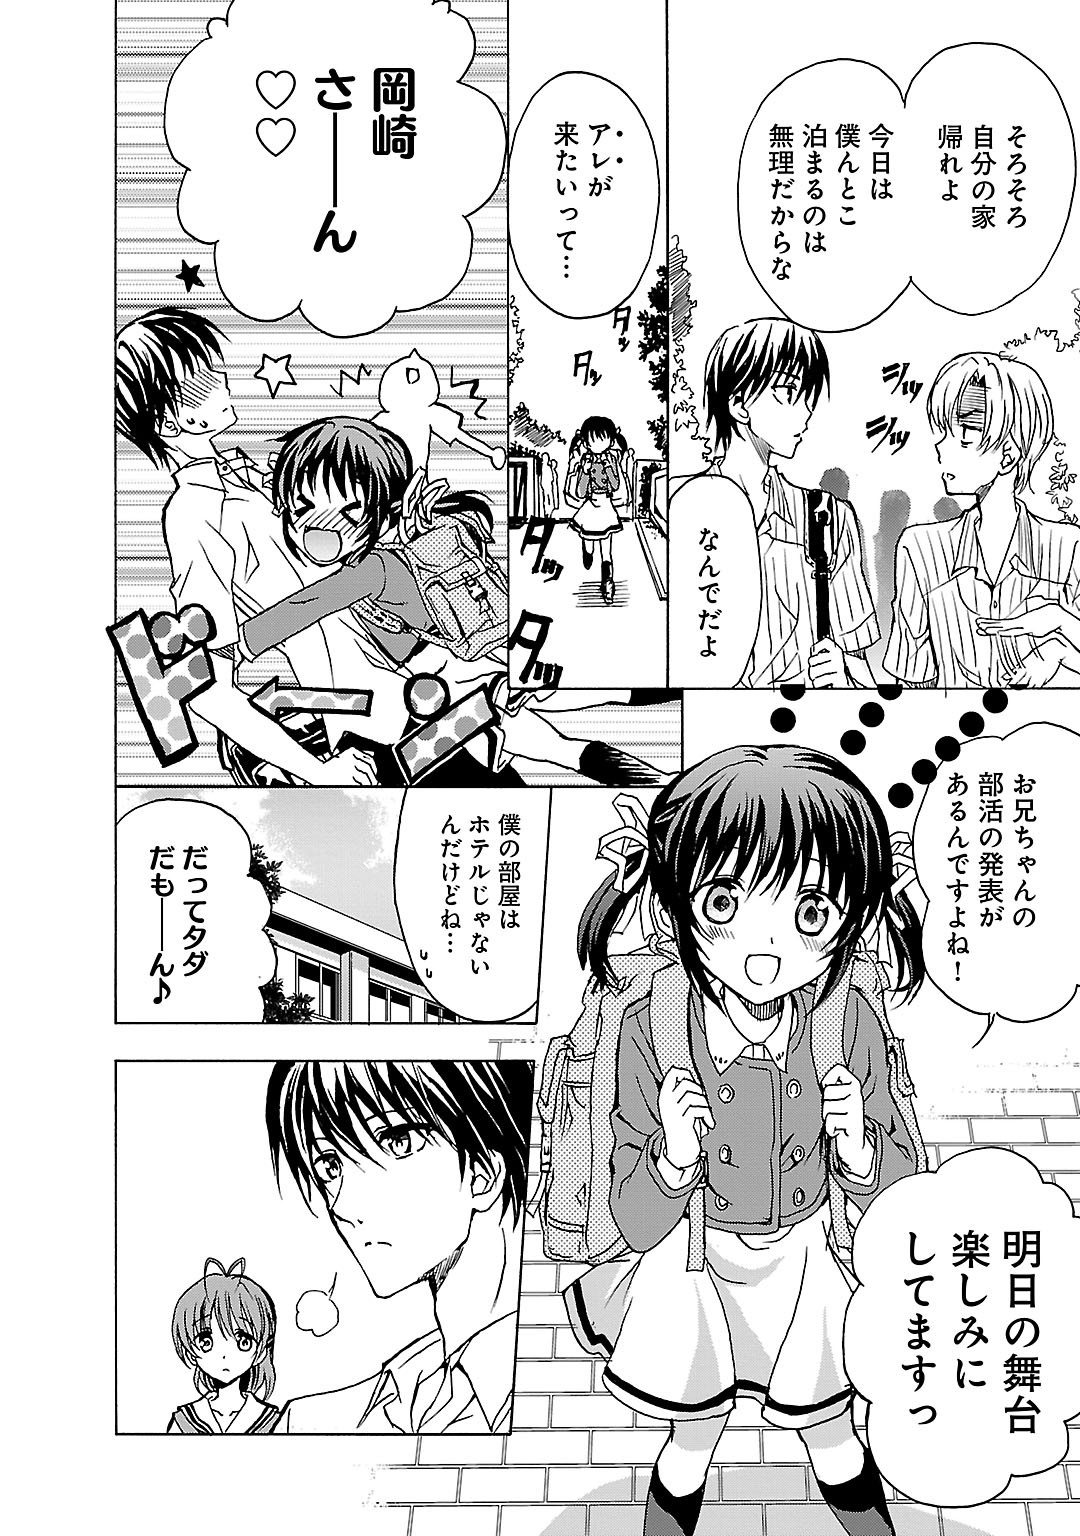 そろそろ
自分の家
帰れよ
今日は
僕んとこ
泊まるのは
無理だからな
シッ
シッ
なんでだよ
アレが
来たいって…
タッ
タッ
タッ
タッ
岡崎
さーーん
♡♡
ドーン
お兄ちゃんの
部活の発表が
あるんですよね!
明日の舞台
楽しみに
してますっ
僕の部屋は
ホテルじゃない
んだけどね…
だってタダ
だもーーん♪